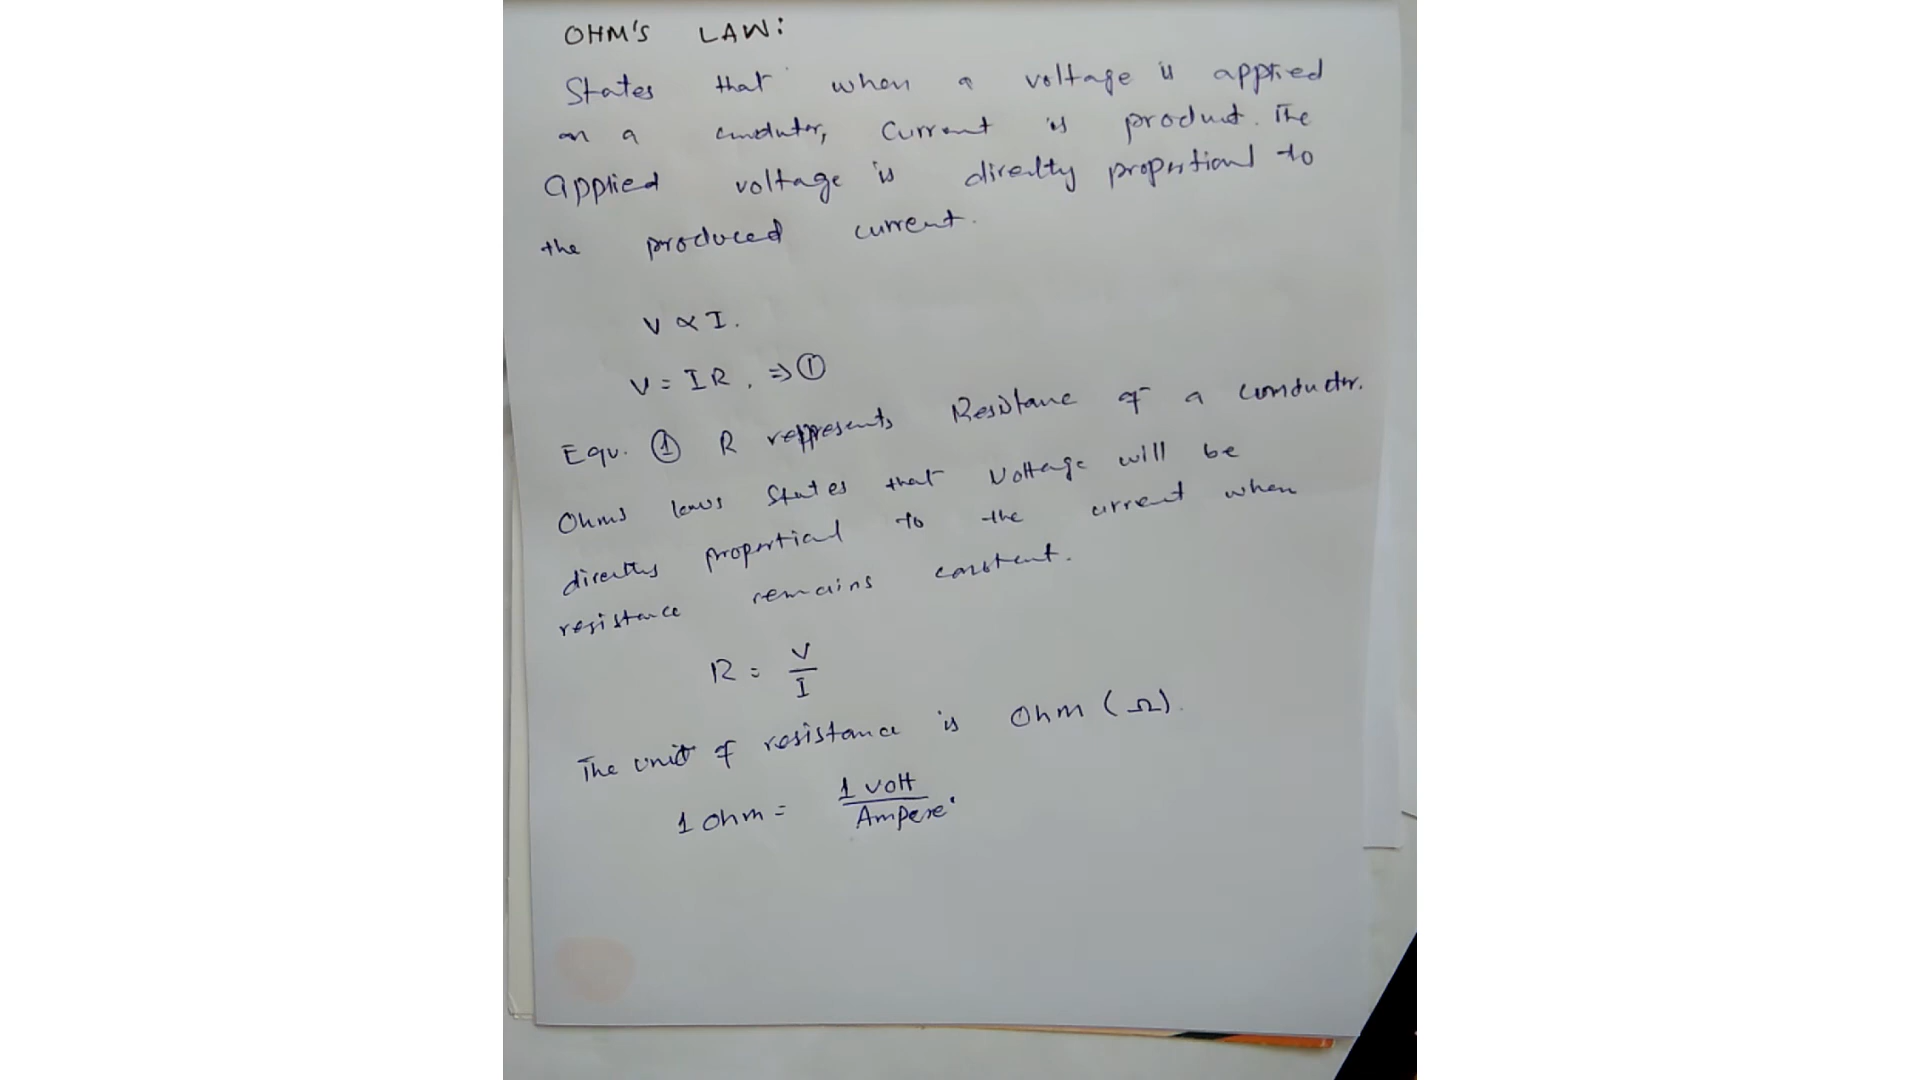 OHM'S LAW:
States that when a voltage is applied
on a conductor, Current is product. The
applied voltage is directly proportional to
the produced current.
V ∝ I.
V = IR. ⇒ ①
Equ. ① R represents Resistance of a conductor.
Ohms laws States that Voltage will be
directly proportional to the current when
resistance remains constant.
R = V
I
The unit of resistance is Ohm (Ω).
1 Ohm = 1 volt
Ampere.